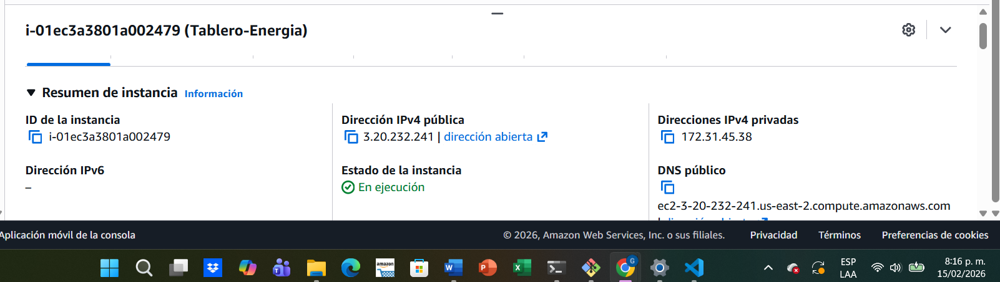 i-01ec3a3801a002479 (Tablero-Energia)
Resumen de instancia Información
ID de la instancia
i-01ec3a3801a002479
Dirección IPv4 pública
3.20.232.241 | dirección abierta
Direcciones IPv4 privadas
172.31.45.38
Dirección IPv6
–
Estado de la instancia
En ejecución
DNS público
ec2-3-20-232-241.us-east-2.compute.amazonaws.com
| dirección abierta
Aplicación móvil de la consola
© 2026, Amazon Web Services, Inc. o sus filiales.
Privacidad
Términos
Preferencias de cookies
amazon
G
ESP
LAA
8:16 p. m.
15/02/2026